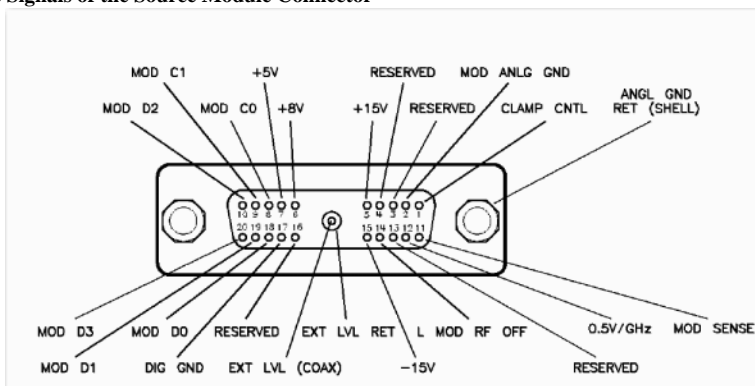 Signals of the Source Module Connector
MOD C1 +5V RESERVED MOD ANLG GND
ANGL GND
MOD D2 MOD C0 +8V +15V RESERVED CLAMP CNTL RET (SHELL)
10 9 8 7 6 5 4 3 2 1
20 19 18 17 16 15 14 13 12 11
MOD D3 MOD D0 RESERVED EXT LVL RET L MOD RF OFF 0.5V/GHz MOD SENSE
MOD D1 DIG GND EXT LVL (COAX) -15V RESERVED